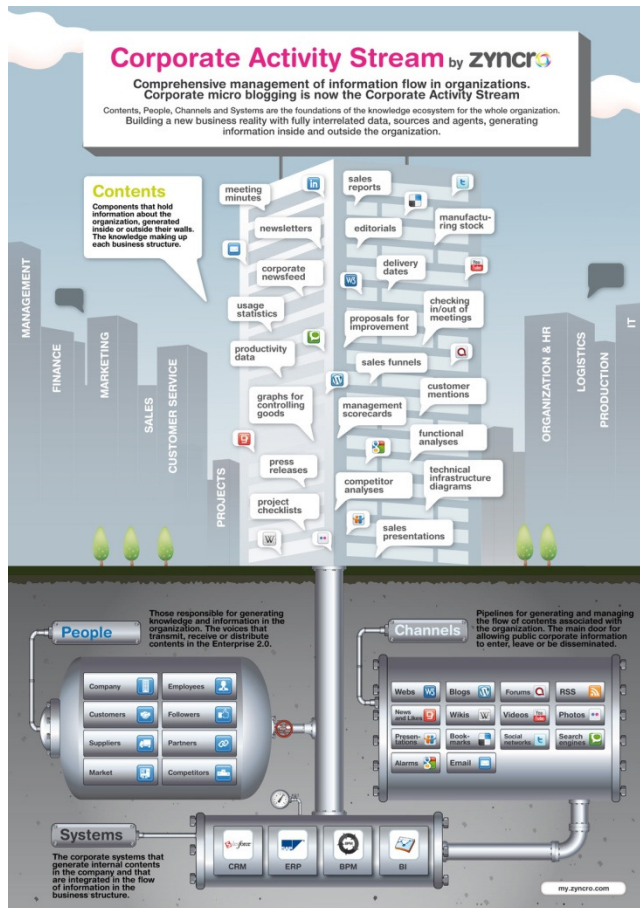 Corporate Activity Stream by zyncro
Comprehensive management of information flow in organizations.
Corporate micro blogging is now the Corporate Activity Stream
Contents, People, Channels and Systems are the foundations of the knowledge ecosystem for the whole organization.
Building a new business reality with fully interrelated data, sources and agents, generating
information inside and outside the organization.
Contents
Components that hold
information about the
organization, generated
inside or outside their walls.
The knowledge making up
each business structure.
meeting
minutes
in
newsletters
corporate
newsfeed
usage
statistics
productivity
data
graphs for
controlling
goods
press
releases
project
checklists
W
sales
reports
t
editorials
manufactu-
ring stock
delivery
dates
WS
You
Tube
checking
in/out of
meetings
proposals for
improvement
sales funnels
customer
mentions
management
scorecards
functional
analyses
technical
infrastructure
diagrams
competitor
analyses
sales
presentations
MANAGEMENT
FINANCE
MARKETING
SALES
CUSTOMER SERVICE
PROJECTS
ORGANIZATION & HR
LOGISTICS
PRODUCTION
IT
People
Those responsible for generating
knowledge and information in the
organization. The voices that
transmit, receive or distribute
contents in the Enterprise 2.0.
Company
Employees
Customers
Followers
Suppliers
Partners
Market
Competitors
Channels
Pipelines for generating and managing
the flow of contents associated with
the organization. The main door for
allowing public corporate information
to enter, leave or be disseminated.
Webs WS
Blogs
Forums
RSS
News
and Likes
Wikis W
Videos You Tube
Photos
Presen-
tations
Book-
marks
Social
networks t
Search
engines
Alarms
Email
Systems
The corporate systems that
generate internal contents
in the company and that
are integrated in the flow
of information in the
business structure.
CRM
SAP
ERP
BPM
BI
my.zyncro.com